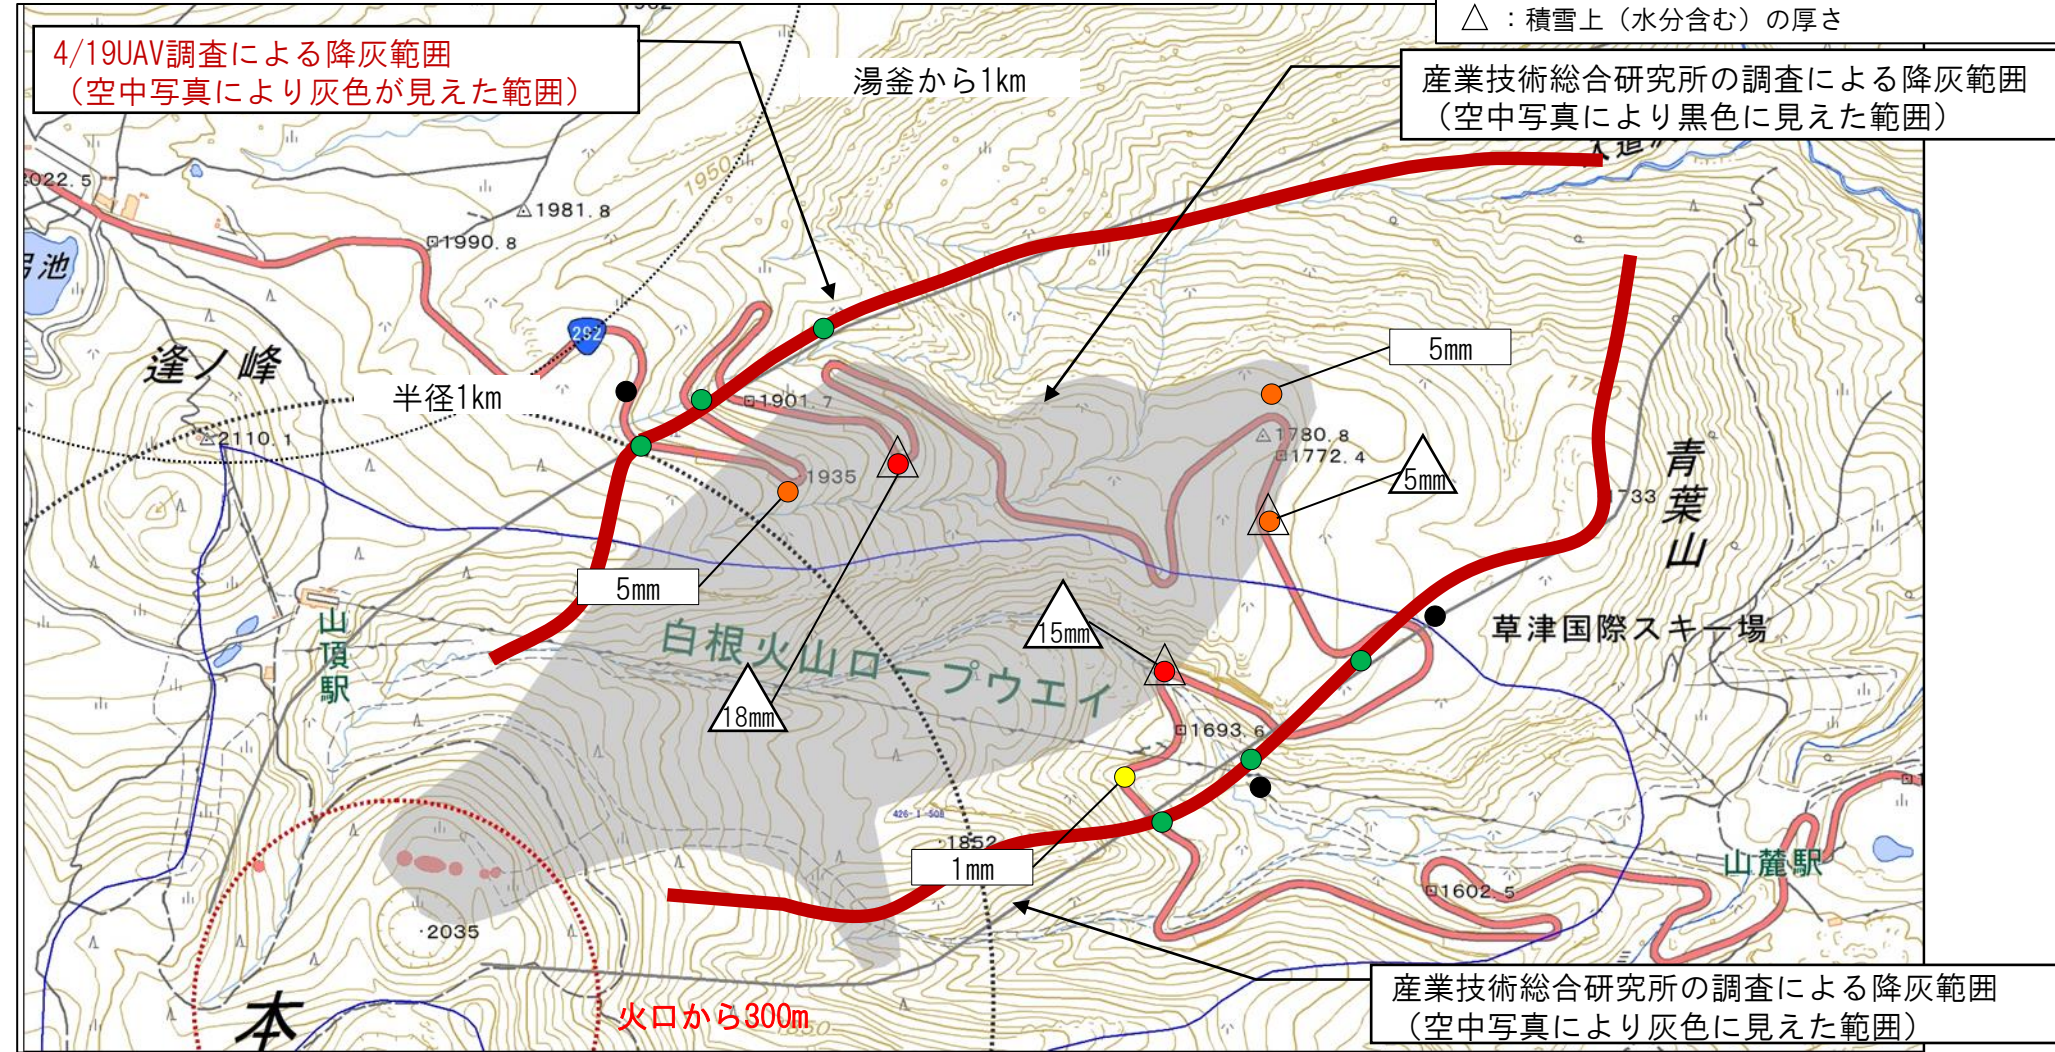 △ : 積雪上（水分含む）の厚さ
4/19UAV調査による降灰範囲
（空中写真により灰色が見えた範囲）
湯釜から1km
産業技術総合研究所の調査による降灰範囲
（空中写真により黒色に見えた範囲）
1950
1981.8
1990.8
弓池
292
逢ノ峰
半径1km
5mm
1901.7
2110.1
1780.8
1772.4
1935
5mm
青葉山
1733
5mm
山頂駅
白根火山ロープウエイ
15mm
草津国際スキー場
18mm
1693.6
426-1-508
1852
1mm
山麓駅
1602.5
2035
本
火口から300m
産業技術総合研究所の調査による降灰範囲
（空中写真により灰色に見えた範囲）